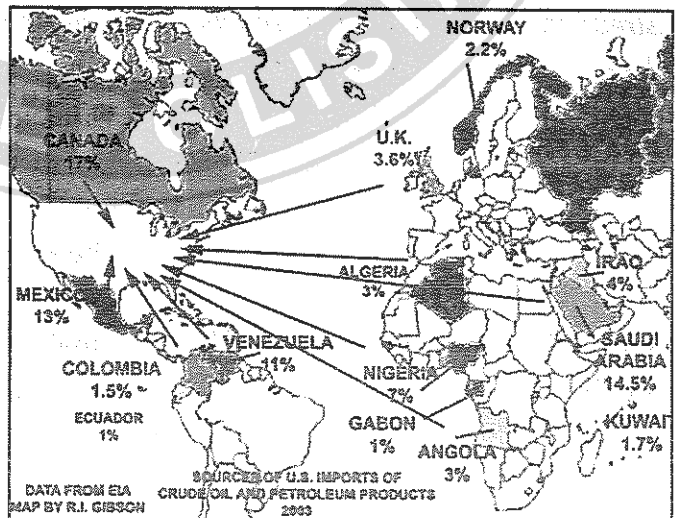 NORWAY
2.2%
CANADA
17%
U.K.
3.6%
ALGERIA
3%
IRAQ
4%
MEXICO
13%
VENEZUELA
11%
SAUDI
ARABIA
14.5%
COLOMBIA
1.5%
NIGERIA
7%
ECUADOR
1%
GABON
1%
KUWAI
1.7%
ANGOLA
3%
DATA FROM EIA
MAP BY R.I. GIBSON
SOURCES OF U.S. IMPORTS OF
CRUDE OIL AND PETROLEUM PRODUCTS
2003